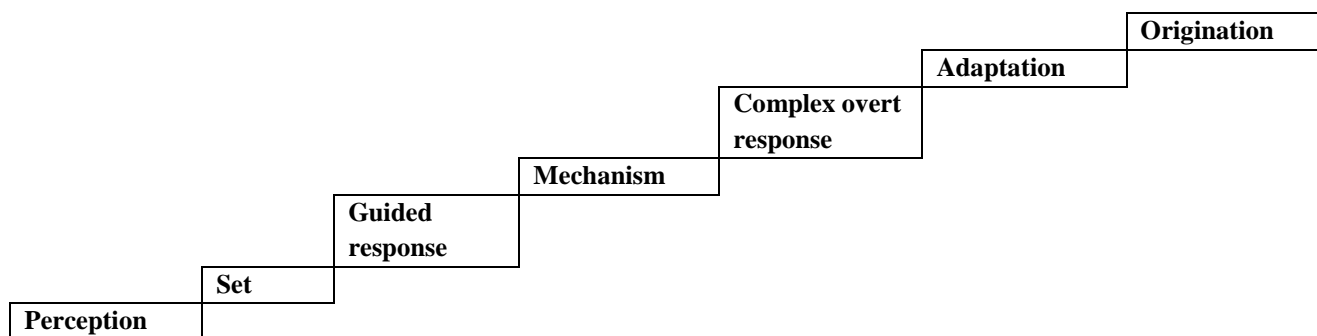 Origination
Adaptation
Complex overt
response
Mechanism
Guided
response
Set
Perception